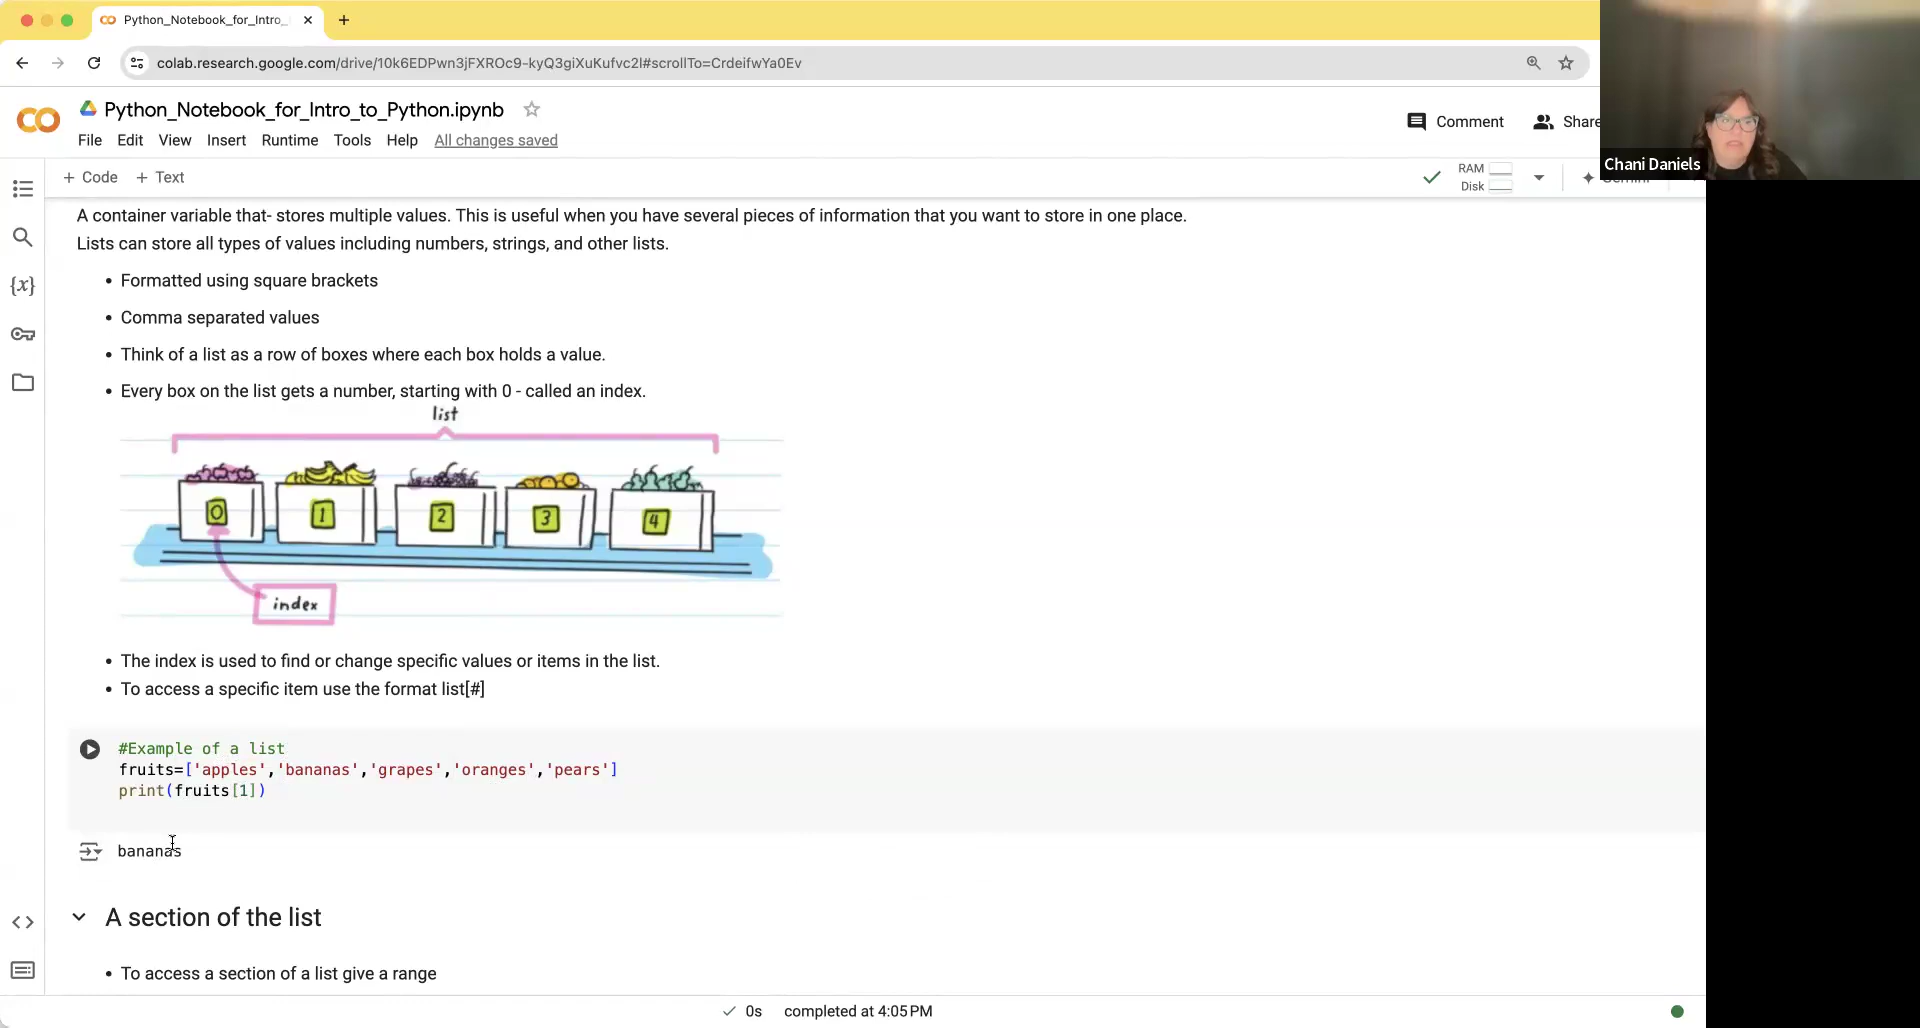 Python_Notebook_for_Intro_
colab.research.google.com/drive/10k6EDPwn3jFXROc9-kyQ3giXuKufvc2l#scrollTo=CrdeifwYa0Ev
Python_Notebook_for_Intro_to_Python.ipynb
Comment
Share
File Edit View Insert Runtime Tools Help All changes saved
Chani Daniels
+ Code + Text
RAM
Disk
A container variable that- stores multiple values. This is useful when you have several pieces of information that you want to store in one place.
Lists can store all types of values including numbers, strings, and other lists.
• Formatted using square brackets
• Comma separated values
• Think of a list as a row of boxes where each box holds a value.
• Every box on the list gets a number, starting with 0 - called an index.
list
0 1 2 3 4
index
• The index is used to find or change specific values or items in the list.
• To access a specific item use the format list[#]
#Example of a list
fruits=['apples','bananas','grapes','oranges','pears']
print(fruits[1])
bananas
A section of the list
• To access a section of a list give a range
0s completed at 4:05 PM